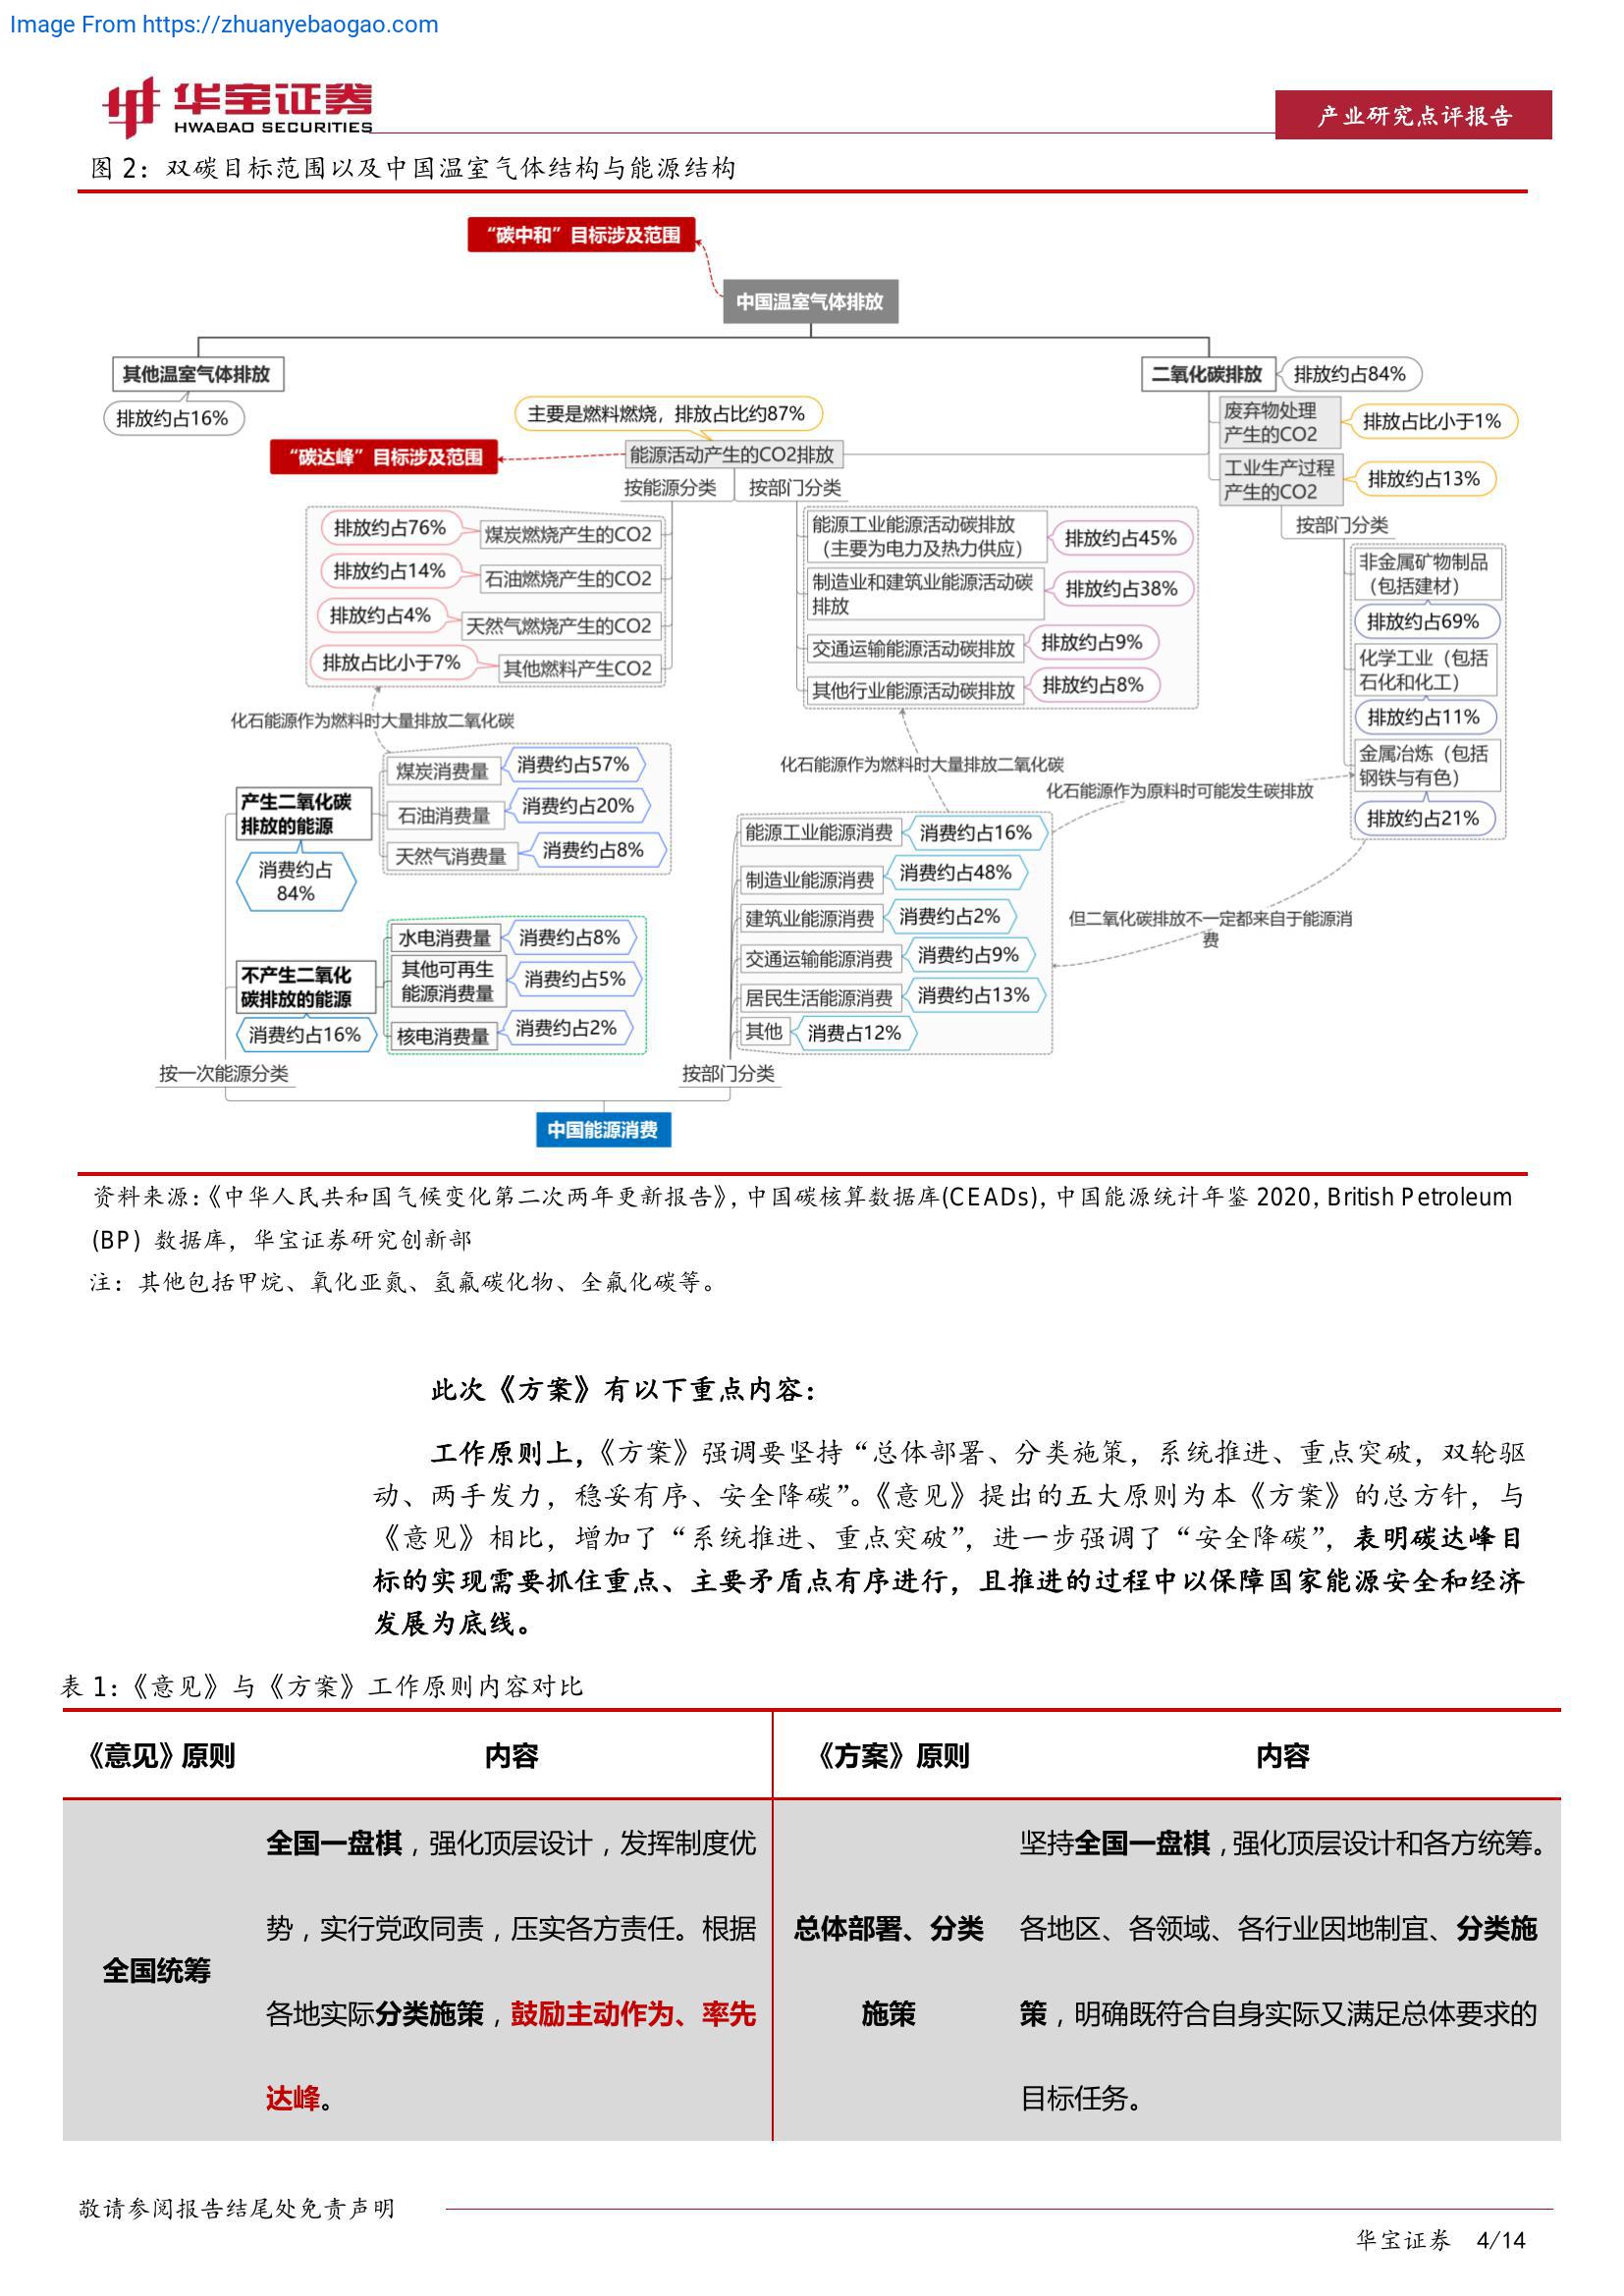 Image From https://zhuanyebaogao.com
华宝证券
HWABAO SECURITIES
产业研究点评报告
图 2：双碳目标范围以及中国温室气体结构与能源结构
“碳中和”目标涉及范围
中国温室气体排放
其他温室气体排放
排放约占16%
二氧化碳排放
排放约占84%
废弃物处理
产生的CO2
排放占比小于1%
工业生产过程
产生的CO2
排放约占13%
主要是燃料燃烧，排放占比约87%
能源活动产生的CO2排放
“碳达峰”目标涉及范围
按能源分类
按部门分类
排放约占76%
煤炭燃烧产生的CO2
排放约占14%
石油燃烧产生的CO2
排放约占4%
天然气燃烧产生的CO2
排放占比小于7%
其他燃料产生CO2
能源工业能源活动碳排放
（主要为电力及热力供应）
排放约占45%
制造业和建筑业能源活动碳
排放
排放约占38%
交通运输能源活动碳排放
排放约占9%
其他行业能源活动碳排放
排放约占8%
按部门分类
非金属矿物制品
（包括建材）
排放约占69%
化学工业（包括
石化和化工）
排放约占11%
金属冶炼（包括
钢铁与有色）
排放约占21%
化石能源作为燃料时大量排放二氧化碳
化石能源作为燃料时大量排放二氧化碳
化石能源作为原料时可能发生碳排放
但二氧化碳排放不一定都来自于能源消
费
产生二氧化碳
排放的能源
消费约占
84%
煤炭消费量
消费约占57%
石油消费量
消费约占20%
天然气消费量
消费约占8%
不产生二氧化
碳排放的能源
消费约占16%
水电消费量
消费约占8%
其他可再生
能源消费量
消费约占5%
核电消费量
消费约占2%
能源工业能源消费
消费约占16%
制造业能源消费
消费约占48%
建筑业能源消费
消费约占2%
交通运输能源消费
消费约占9%
居民生活能源消费
消费约占13%
其他
消费占12%
按一次能源分类
按部门分类
中国能源消费
资料来源：《中华人民共和国气候变化第二次两年更新报告》，中国碳核算数据库(CEADs)，中国能源统计年鉴 2020，British Petroleum
(BP) 数据库，华宝证券研究创新部
注：其他包括甲烷、氧化亚氮、氢氟碳化物、全氟化碳等。
此次《方案》有以下重点内容：
工作原则上，《方案》强调要坚持“总体部署、分类施策，系统推进、重点突破，双轮驱
动、两手发力，稳妥有序、安全降碳”。《意见》提出的五大原则为本《方案》的总方针，与
《意见》相比，增加了“系统推进、重点突破”，进一步强调了“安全降碳”，表明碳达峰目
标的实现需要抓住重点、主要矛盾点有序进行，且推进的过程中以保障国家能源安全和经济
发展为底线。
表 1：《意见》与《方案》工作原则内容对比
《意见》原则
内容
《方案》原则
内容
全国统筹
全国一盘棋，强化顶层设计，发挥制度优
势，实行党政同责，压实各方责任。根据
各地实际分类施策，鼓励主动作为、率先
达峰。
总体部署、分类
施策
坚持全国一盘棋，强化顶层设计和各方统筹。
各地区、各领域、各行业因地制宜、分类施
策，明确既符合自身实际又满足总体要求的
目标任务。
敬请参阅报告结尾处免责声明
华宝证券 4/14